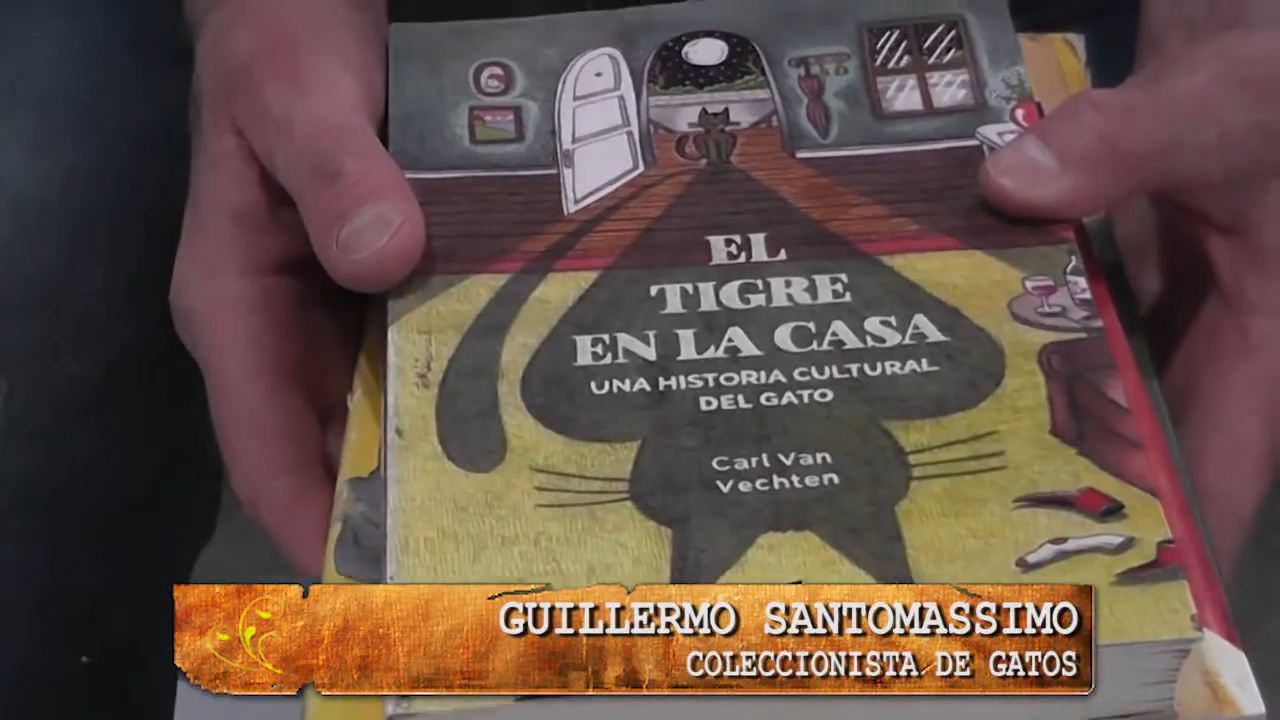 EL
TIGRE
EN LA CASA
UNA HISTORIA CULTURAL
DEL GATO
Carl Van
Vechten
GUILLERMO SANTOMASSIMO
COLECCIONISTA DE GATOS